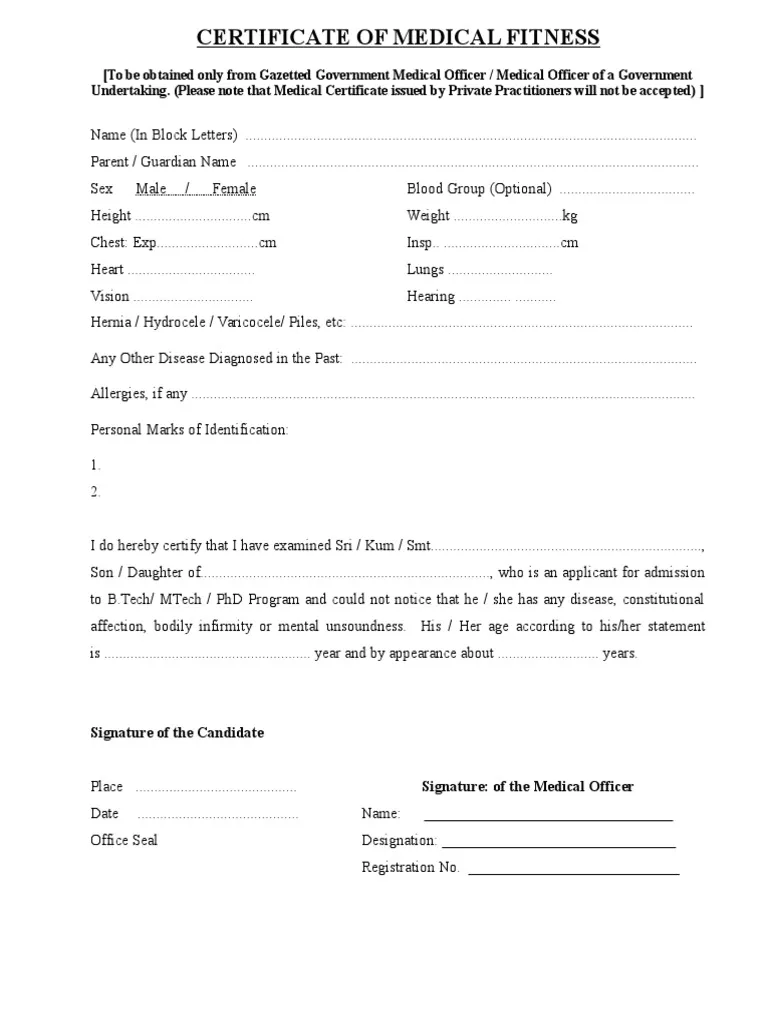 CERTIFICATE OF MEDICAL FITNESS
[To be obtained only from Gazetted Government Medical Officer / Medical Officer of a Government
Undertaking. (Please note that Medical Certificate issued by Private Practitioners will not be accepted) ]
Name (In Block Letters) ........................................................................................................................
Parent / Guardian Name ........................................................................................................................
Sex Male / Female Blood Group (Optional) ....................................
Height ...............................cm Weight .............................kg
Chest: Exp...........................cm Insp.. ...............................cm
Heart .................................. Lungs ............................
Vision ................................ Hearing .............. ...........
Hernia / Hydrocele / Varicocele/ Piles, etc: ...........................................................................................
Any Other Disease Diagnosed in the Past: ............................................................................................
Allergies, if any ......................................................................................................................................
Personal Marks of Identification:
1.
2.
I do hereby certify that I have examined Sri / Kum / Smt........................................................................,
Son / Daughter of............................................................................., who is an applicant for admission
to B.Tech/ MTech / PhD Program and could not notice that he / she has any disease, constitutional
affection, bodily infirmity or mental unsoundness. His / Her age according to his/her statement
is ....................................................... year and by appearance about ........................... years.
Signature of the Candidate
Place ........................................... Signature: of the Medical Officer
Date ........................................... Name: ____________________
Office Seal Designation: ____________________
Registration No. ____________________